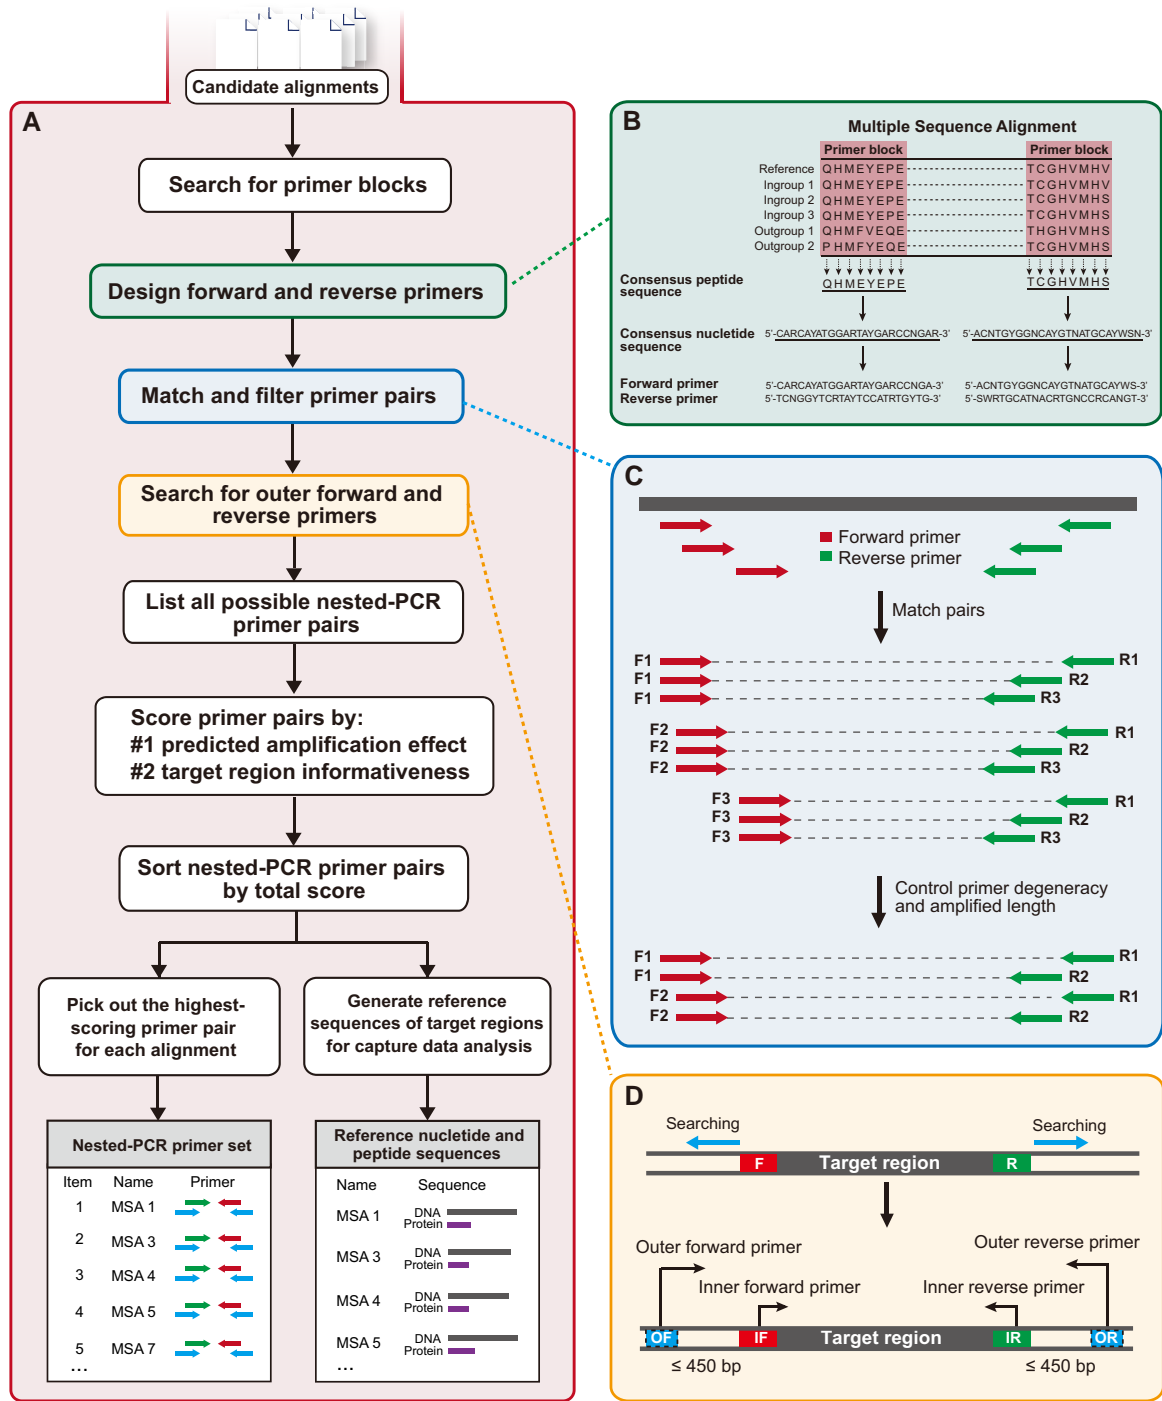 Candidate alignments
A
Search for primer blocks
Design forward and reverse primers
Match and filter primer pairs
Search for outer forward and
reverse primers
List all possible nested-PCR
primer pairs
Score primer pairs by:
#1 predicted amplification effect
#2 target region informativeness
Sort nested-PCR primer pairs
by total score
Pick out the highest-
scoring primer pair
for each alignment
Generate reference
sequences of target regions
for capture data analysis
Nested-PCR primer set
Item Name Primer
1 MSA 1
2 MSA 3
3 MSA 4
4 MSA 5
5 MSA 7
...
Reference nucletide and
peptide sequences
Name Sequence
MSA 1 DNA
Protein
MSA 3 DNA
Protein
MSA 4 DNA
Protein
MSA 5 DNA
Protein
...
B
Multiple Sequence Alignment
Primer block Primer block
Reference QHMEYEPE TCGHVMHV
Ingroup 1 QHMEYEPE TCGHVMHV
Ingroup 2 QHMEYEPE TCGHVMHS
Ingroup 3 QHMEYEPE TCGHVMHS
Outgroup 1 QHMFVEQE THGHVMHS
Outgroup 2 PHMFYEQE TCGHVMHS
Consensus peptide
sequence
QHMEYEPE TCGHVMHS
Consensus nucletide
sequence
5'-CARCAYATGGARTAYGARCCNGAR-3' 5'-ACNTGYGGNCAYGTNATGCAYWSN-3'
Forward primer 5'-CARCAYATGGARTAYGARCCNGA-3' 5'-ACNTGYGGNCAYGTNATGCAYWS-3'
Reverse primer 5'-TCNGGYTCRTAYTCCATRTGYTG-3' 5'-SWRTGCATNACRTGNCCRCANGT-3'
C
Forward primer
Reverse primer
Match pairs
F1 R1
F1 R2
F1 R3
F2 R1
F2 R2
F2 R3
F3 R1
F3 R2
F3 R3
Control primer degeneracy
and amplified length
F1 R1
F1 R2
F2 R1
F2 R2
D
Searching Searching
F Target region R
Outer forward primer Outer reverse primer
Inner forward primer Inner reverse primer
OF IF Target region IR OR
≤ 450 bp ≤ 450 bp